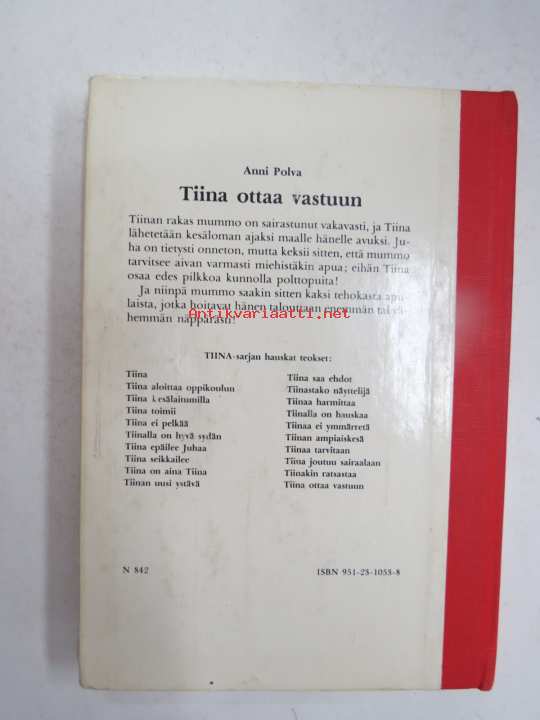 Anni Polva
Tiina ottaa vastuun
Tiinan rakas mummo on sairastunut vakavasti, ja Tiina
lähetetään kesäloman ajaksi maalle hänelle avuksi. Ju-
ha on tietysti onneton, mutta keksii sitten, että mummo
tarvitsee aivan varmasti miehistäkin apua; eihän Tiina
osaa edes pilkkoa kunnolla polttopuita!
Ja niinpä mummo saakin sitten kaksi tehokasta apu-
laista, jotka hoitavat hänen talouttaan enemmän tai vä-
hemmän näppärästi!
Antikvariaatti.net
TIINA-sarjan hauskat teokset:
Tiina
Tiina aloittaa oppikoulun
Tiina kesälaitumilla
Tiina toimii
Tiina ei pelkää
Tiinalla on hyvä sydän
Tiina epäilee Juhaa
Tiina seikkailee
Tiina on aina Tiina
Tiinan uusi ystävä
Tiina saa ehdot
Tiinastako näyttelijä
Tiinaa harmittaa
Tiinalla on hauskaa
Tiinaa ei ymmärretä
Tiinan ampiaiskesä
Tiinaa tarvitaan
Tiina joutuu sairaalaan
Tiinakin ratsastaa
Tiina ottaa vastuun
N 842
ISBN 951-23-1053-8